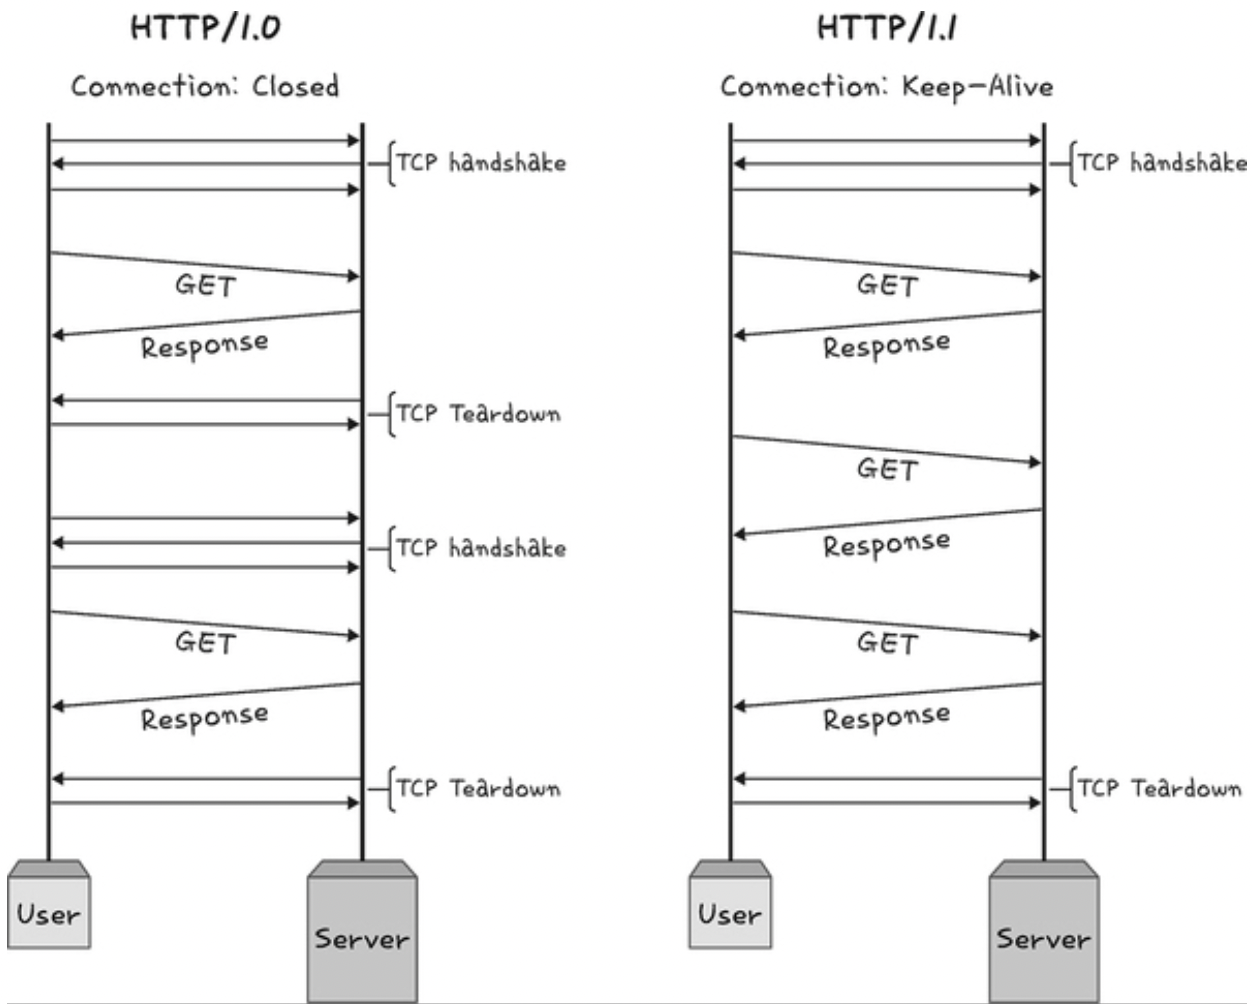 HTTP/1.0
Connection: Closed
TCP handshake
GET
Response
TCP Teardown
TCP handshake
GET
Response
TCP Teardown
User
Server
HTTP/1.1
Connection: Keep-Alive
TCP handshake
GET
Response
GET
Response
GET
Response
TCP Teardown
User
Server